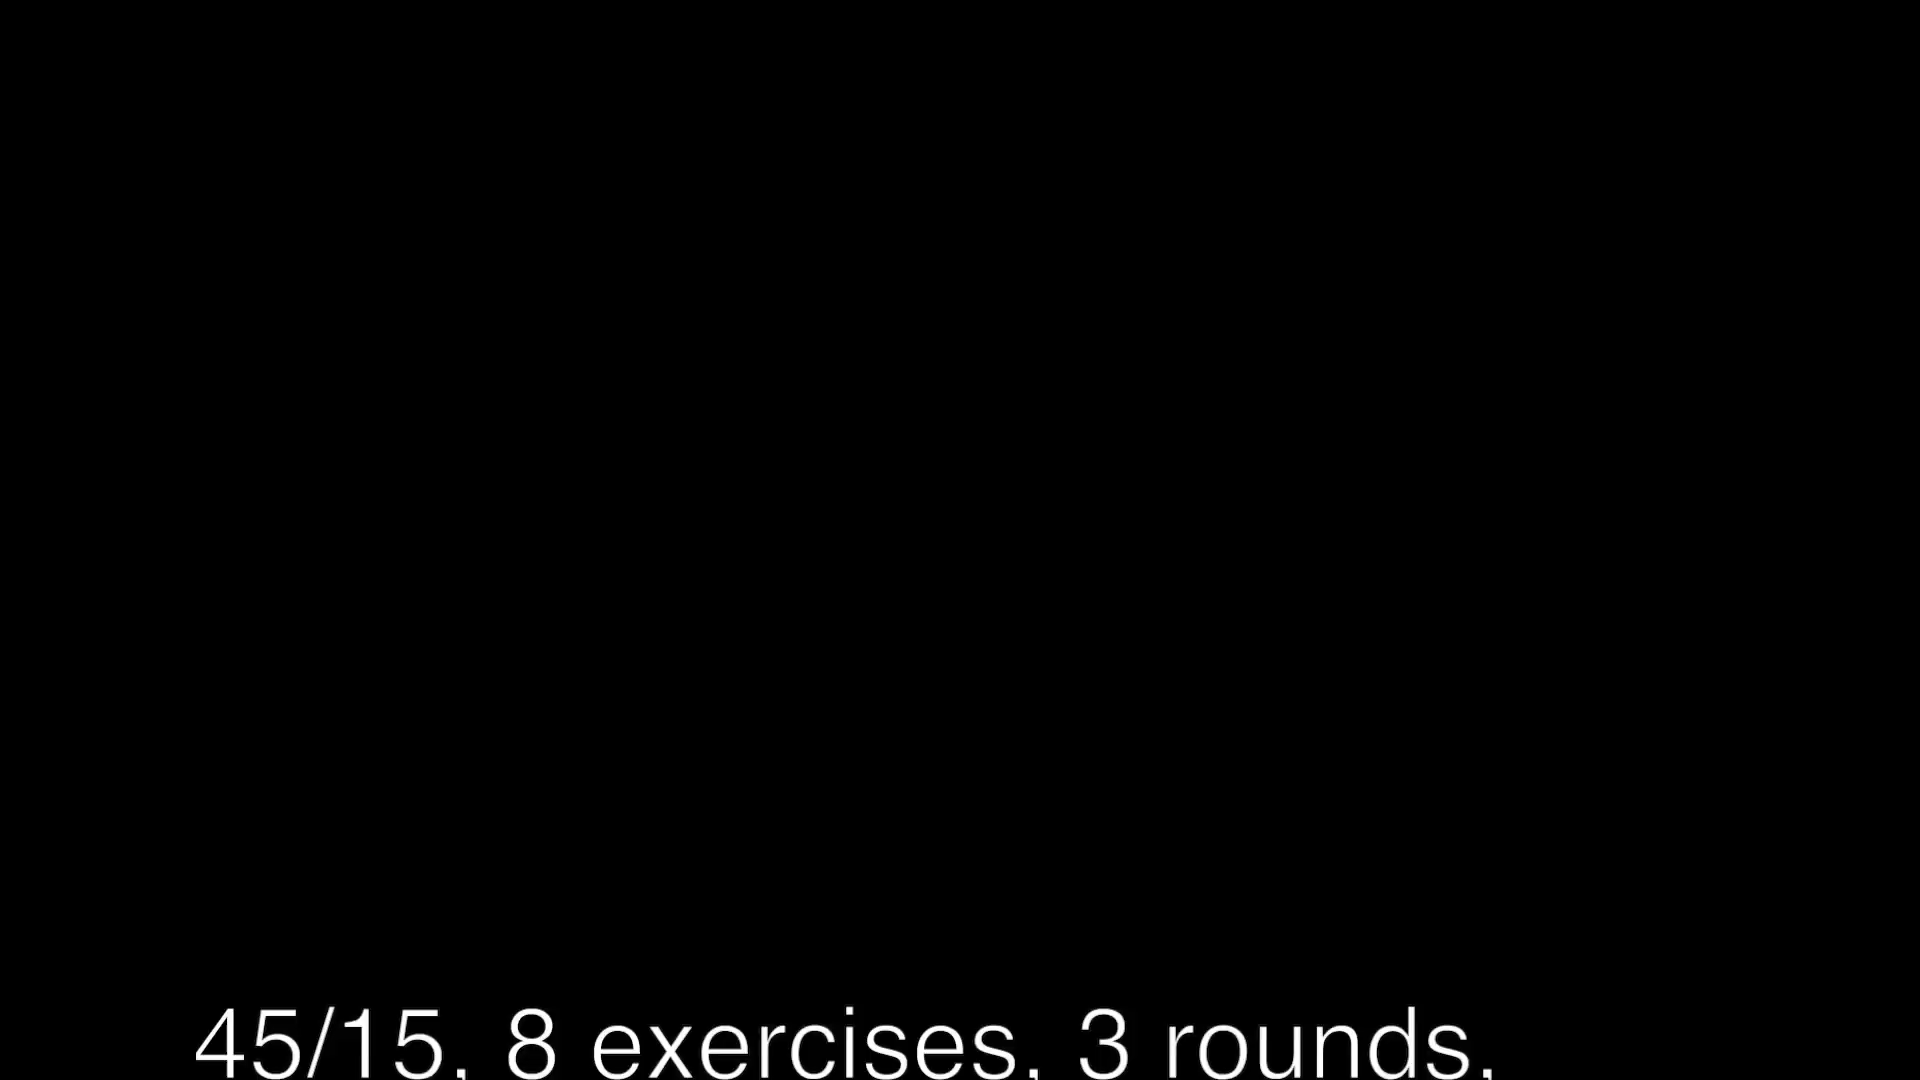 45/15, 8 exercises, 3 rounds,